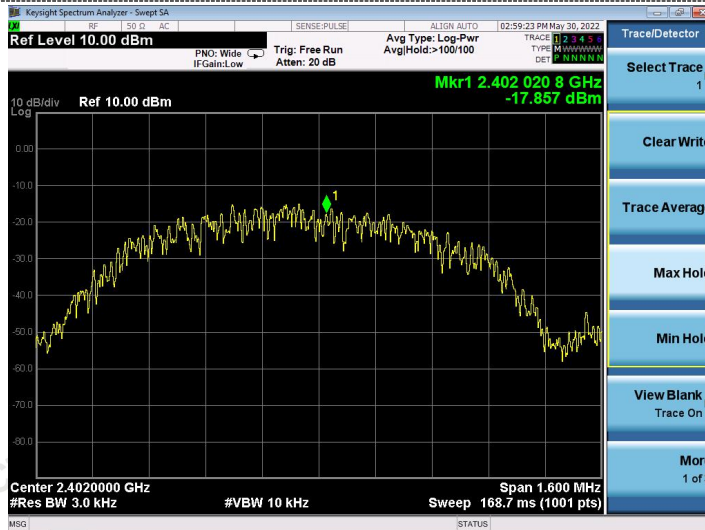 Keysight Spectrum Analyzer - Swept SA
LXI RF 50 Ω AC SENSE:PULSE ALIGN AUTO 02:59:23 PM May 30, 2022
Ref Level 10.00 dBm
PNO: Wide
IFGain:Low
Trig: Free Run
Atten: 20 dB
Avg Type: Log-Pwr
Avg|Hold:>100/100
TRACE 1 2 3 4 5 6
TYPE M WWWWW
DET P N N N N N
Mkr1 2.402 020 8 GHz
-17.857 dBm
10 dB/div Ref 10.00 dBm
Log
0.00
-10.0
-20.0
-30.0
-40.0
-50.0
-60.0
-70.0
-80.0
1
Center 2.4020000 GHz Span 1.600 MHz
#Res BW 3.0 kHz #VBW 10 kHz Sweep 168.7 ms (1001 pts)
MSG STATUS
Trace/Detector
Select Trace
1
Clear Writ
Trace Averag
Max Hol
Min Hol
View Blank
Trace On
Mor
1 of